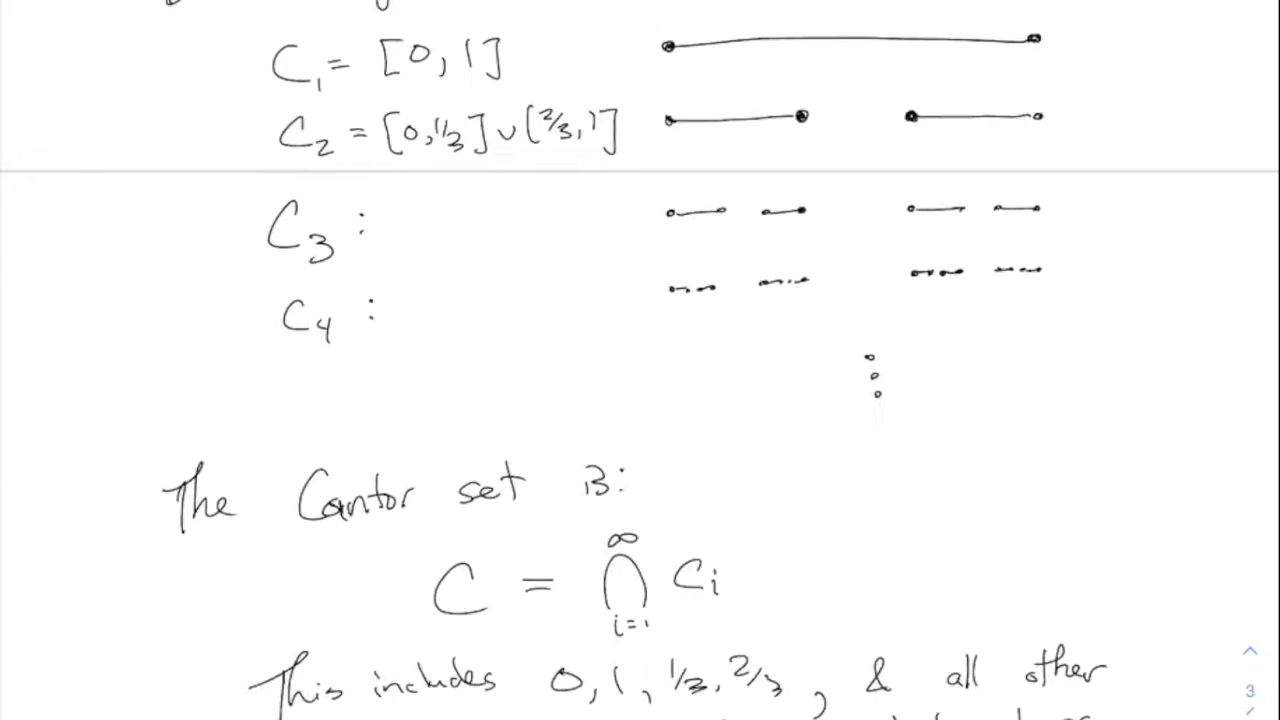 C₁ = [0, 1]
C₂ = [0, 1/3] ∪ [2/3, 1]
C₃ :
C₄ :
The Cantor set is:
C = ⋂_{i=1}^{∞} Cᵢ
This includes 0, 1, 1/3, 2/3, & all other
3